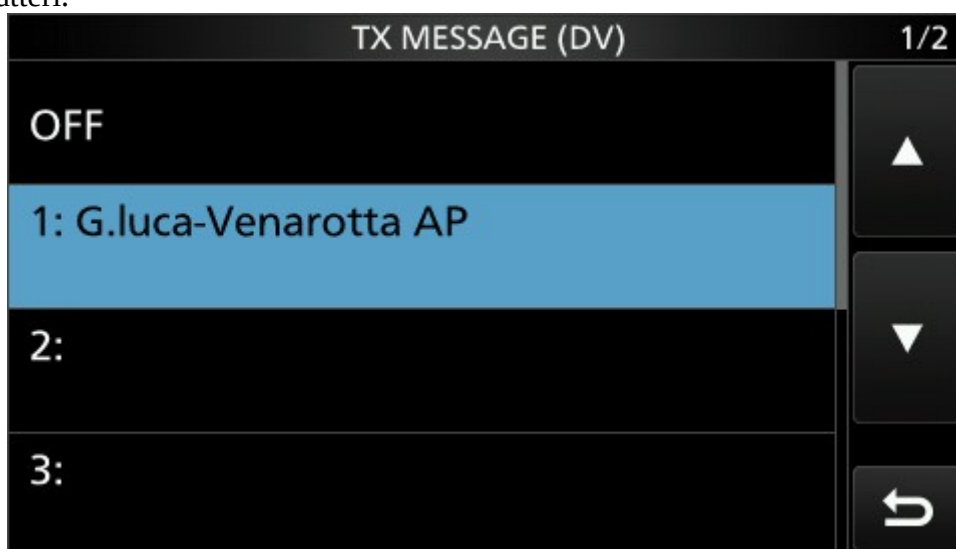 TX MESSAGE (DV) 1/2
OFF
1: G.luca-Venarotta AP
2:
3: